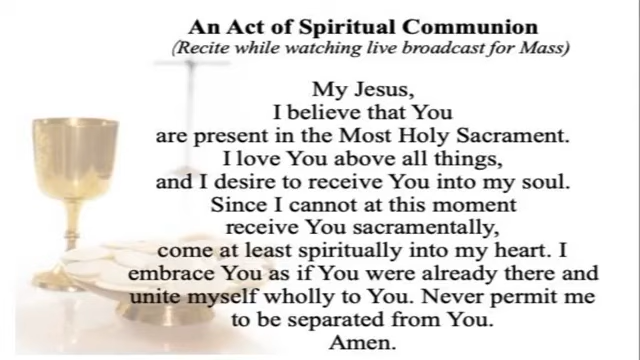 An Act of Spiritual Communion
(Recite while watching live broadcast for Mass)
My Jesus,
I believe that You
are present in the Most Holy Sacrament.
I love You above all things,
and I desire to receive You into my soul.
Since I cannot at this moment
receive You sacramentally,
come at least spiritually into my heart. I
embrace You as if You were already there and
unite myself wholly to You. Never permit me
to be separated from You.
Amen.